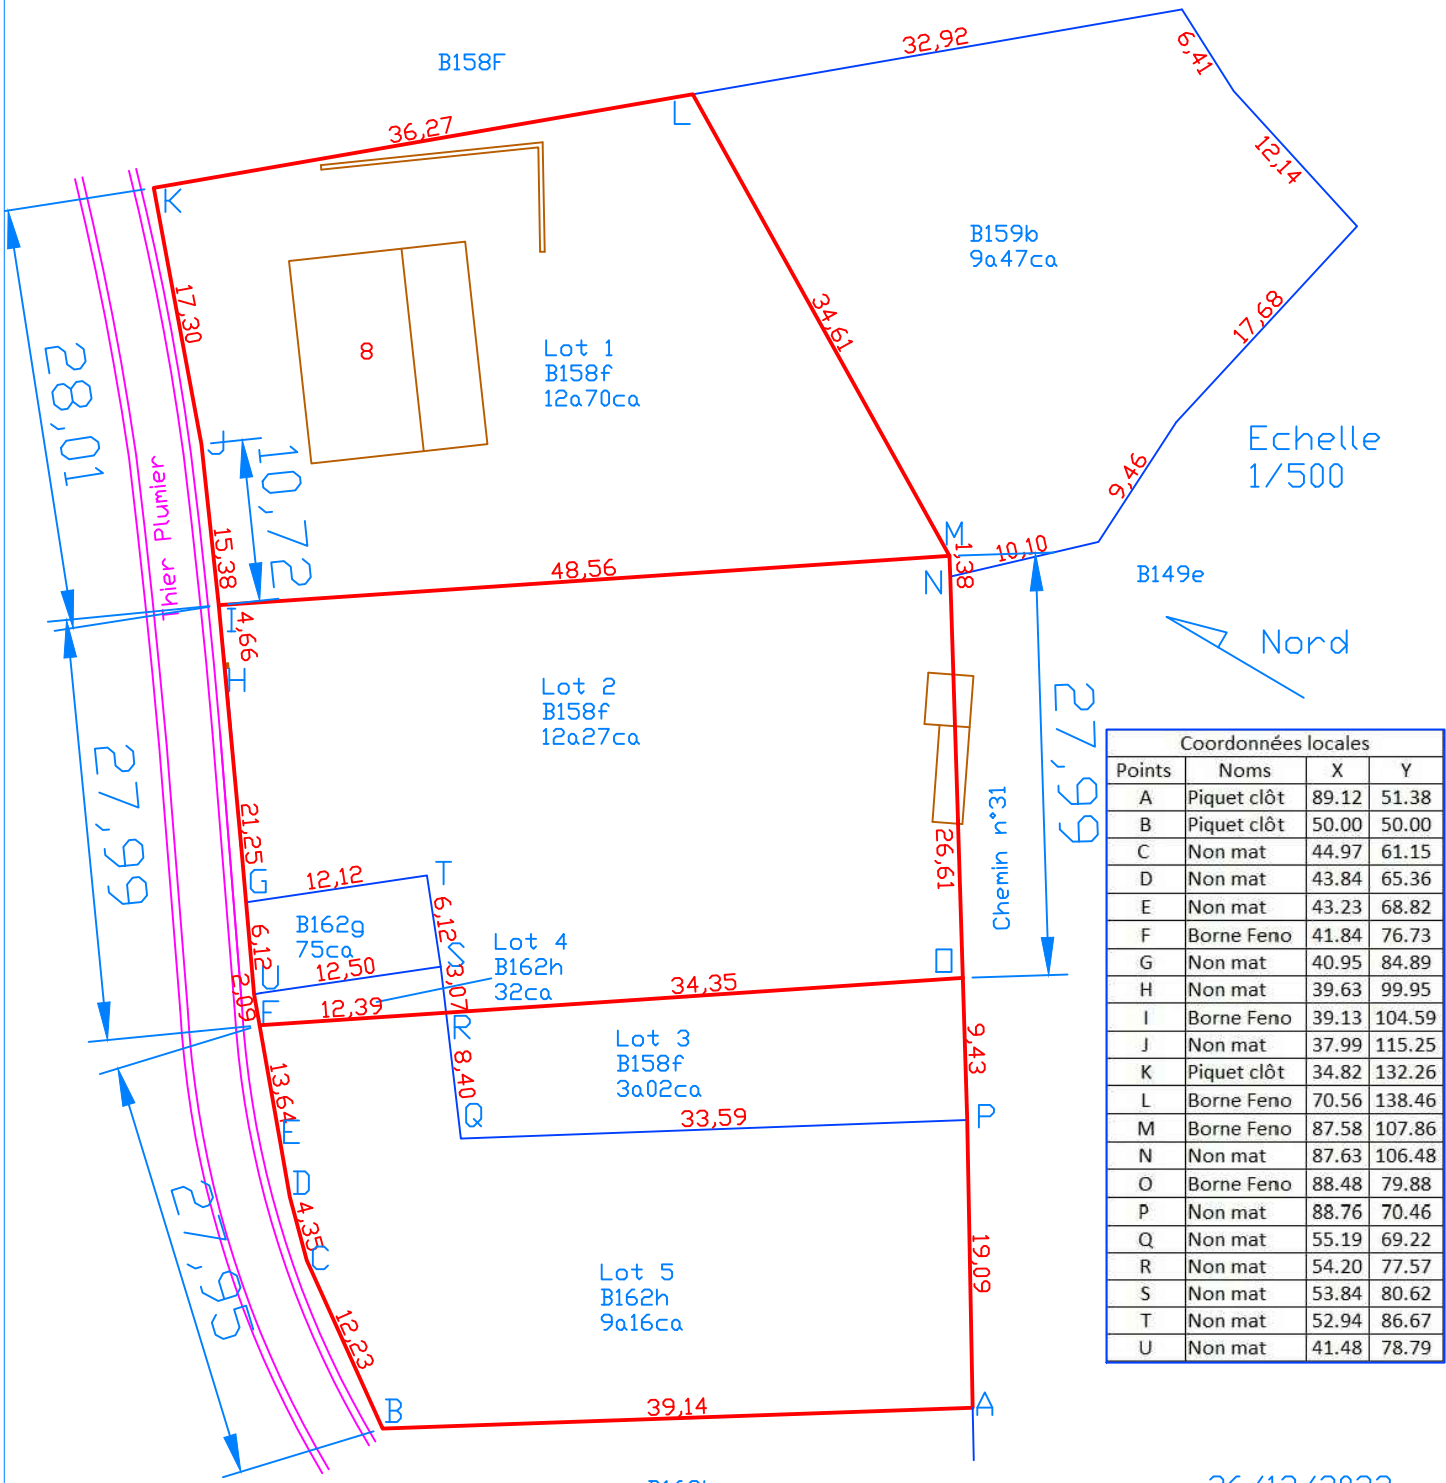 B158F
32,92
6,41
L
36,27
12,14
K
B159b
9a47ca
17,30
34,61
17,68
28,01
8
Lot 1
B158f
12a70ca
Echelle
1/500
J
10,72
9,46
Thier Plumier
15,38
48,56
M
1,38
10,10
N
B149e
I
4,66
Nord
H
Lot 2
B158f
12a27ca
27,99
27,99
Coordonnées locales
Points Noms X Y
A Piquet clôt 89.12 51.38
B Piquet clôt 50.00 50.00
C Non mat 44.97 61.15
D Non mat 43.84 65.36
E Non mat 43.23 68.82
F Borne Feno 41.84 76.73
G Non mat 40.95 84.89
H Non mat 39.63 99.95
I Borne Feno 39.13 104.59
J Non mat 37.99 115.25
K Piquet clôt 34.82 132.26
L Borne Feno 70.56 138.46
M Borne Feno 87.58 107.86
N Non mat 87.63 106.48
O Borne Feno 88.48 79.88
P Non mat 88.76 70.46
Q Non mat 55.19 69.22
R Non mat 54.20 77.57
S Non mat 53.84 80.62
T Non mat 52.94 86.67
U Non mat 41.48 78.79
21,25
26,61
Chemin n°31
G
12,12
T
6,12
B162g
75ca
6,12
S
Lot 4
B162h
32ca
12,50
O
U
2,09
3,07
34,35
F
12,39
R
Lot 3
B158f
3a02ca
9,43
8,40
13,64
Q
33,59
P
E
D
4,35
27,95
C
19,09
Lot 5
B162h
9a16ca
12,23
B
39,14
A